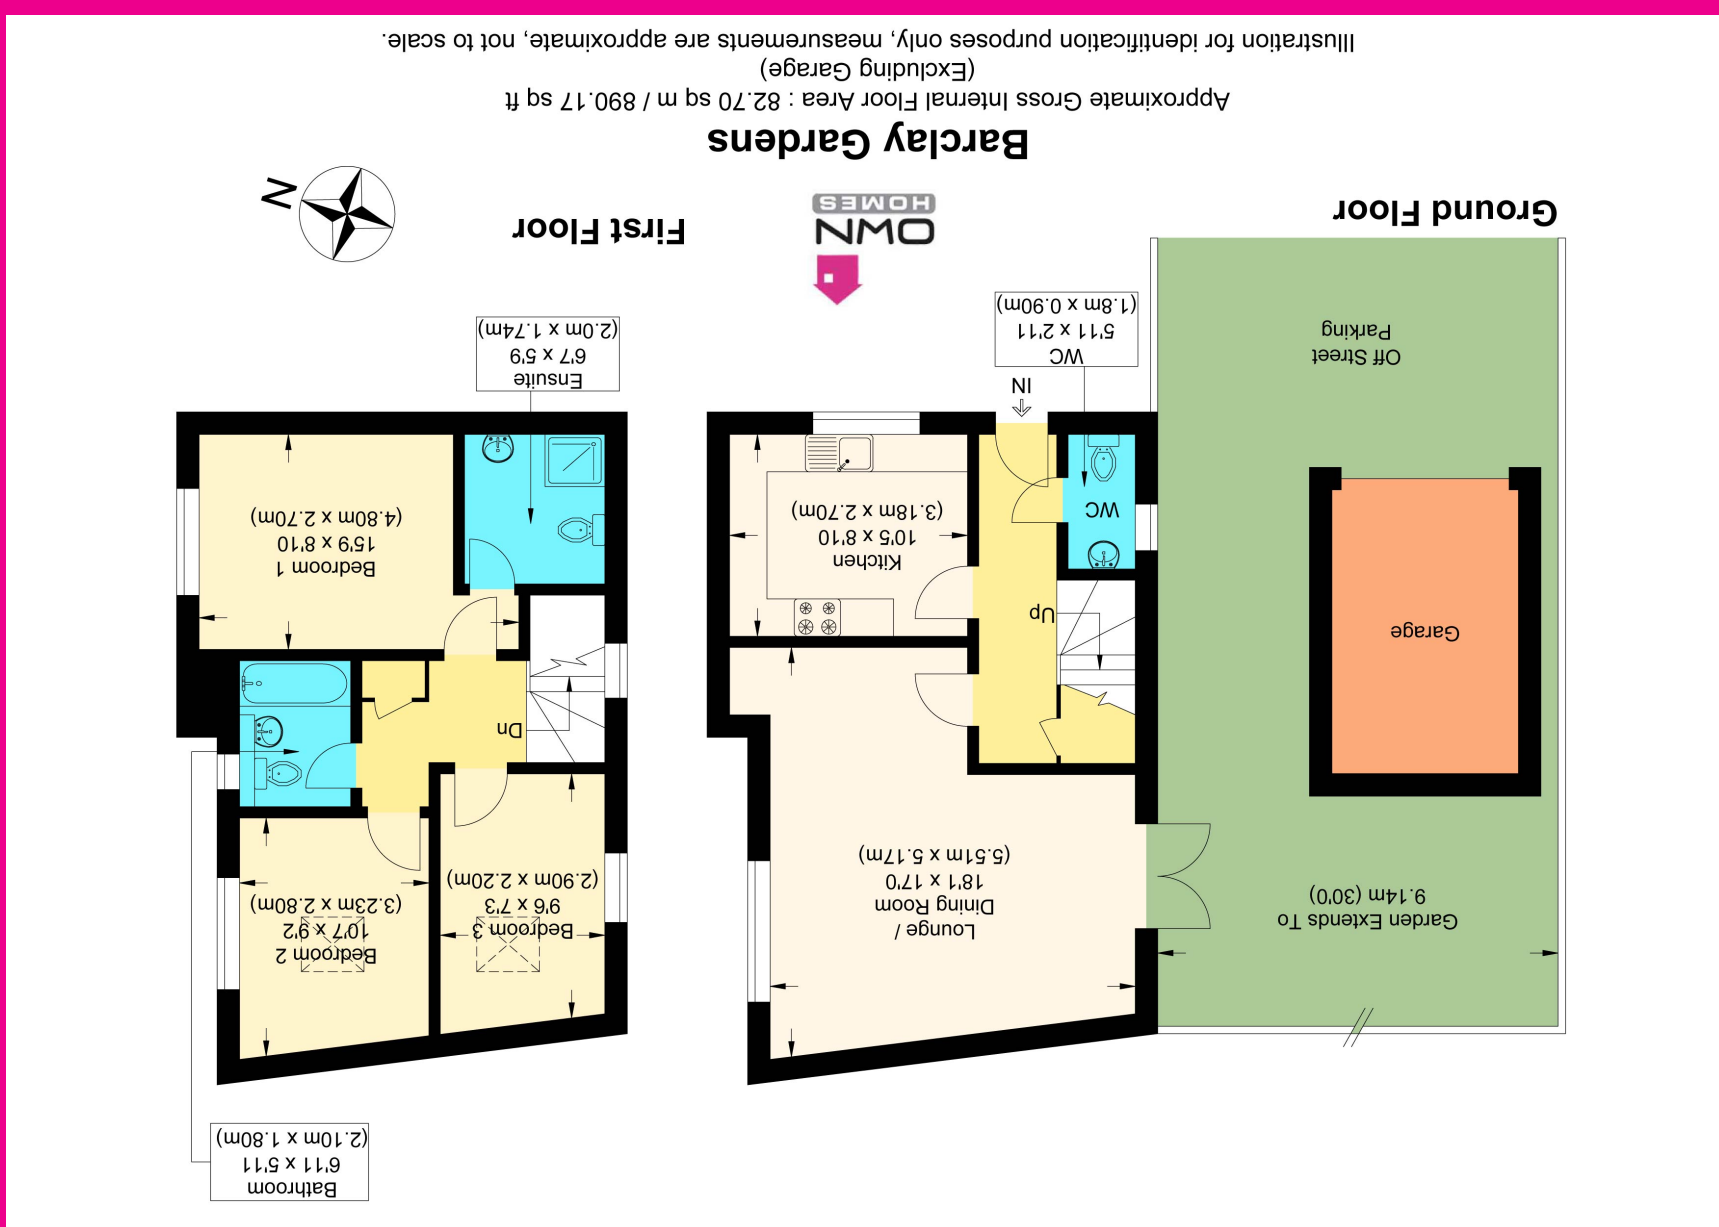 Bathroom
6'11 x 5'11
(2.10m x 1.80m)
Bedroom 2
10'7 x 9'2
(3.23m x 2.80m)
Bedroom 3
9'6 x 7'3
(2.90m x 2.20m)
Dn
Bedroom 1
15'9 x 8'10
(4.80m x 2.70m)
Ensuite
6'7 x 5'9
(2.0m x 1.74m)
First Floor
Garden Extends To
9.14m (30'0)
Lounge /
Dining Room
18'1 x 17'0
(5.51m x 5.17m)
Garage
Up
Kitchen
10'5 x 8'10
(3.18m x 2.70m)
WC
IN
WC
5'11 x 2'11
(1.8m x 0.90m)
Off Street
Parking
Ground Floor
OWN
HOMES
N
Barclay Gardens
Approximate Gross Internal Floor Area : 82.70 sq m / 890.17 sq ft
(Excluding Garage)
Illustration for identification purposes only, measurements are approximate, not to scale.